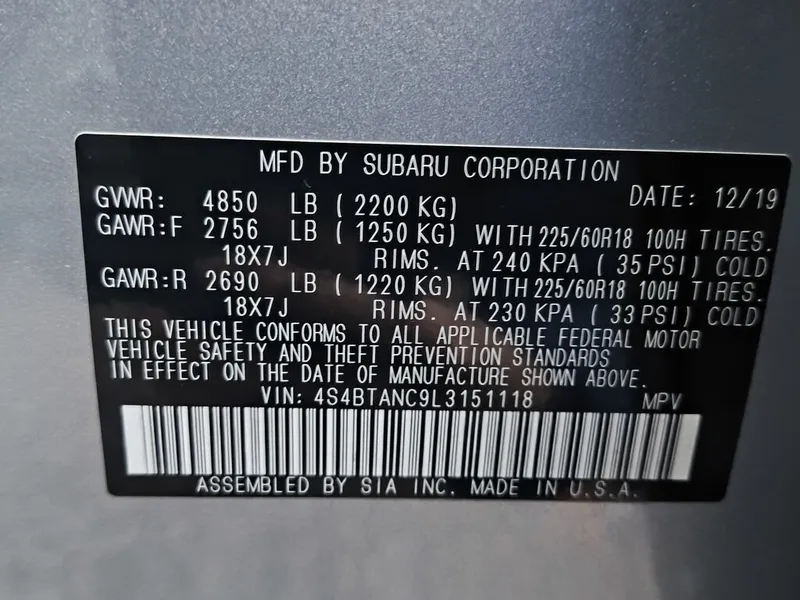 MFD BY SUBARU CORPORATION
GVWR: 4850 LB (2200 KG) DATE: 12/19
GAWR:F 2756 LB (1250 KG) WITH 225/60R18 100H TIRES.
18X7J RIMS. AT 240 KPA (35 PSI) COLD
GAWR:R 2690 LB (1220 KG) WITH 225/60R18 100H TIRES.
18X7J RIMS. AT 230 KPA (33 PSI) COLD
THIS VEHICLE CONFORMS TO ALL APPLICABLE FEDERAL MOTOR
VEHICLE SAFETY AND THEFT PREVENTION STANDARDS
IN EFFECT ON THE DATE OF MANUFACTURE SHOWN ABOVE.
VIN: 4S4BTANC9L3151118 MPV
ASSEMBLED BY SIA INC. MADE IN U.S.A.